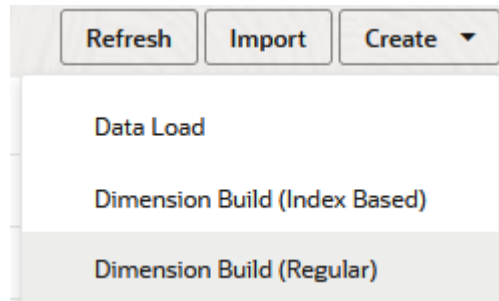 Refresh Import Create
Data Load
Dimension Build (Index Based)
Dimension Build (Regular)